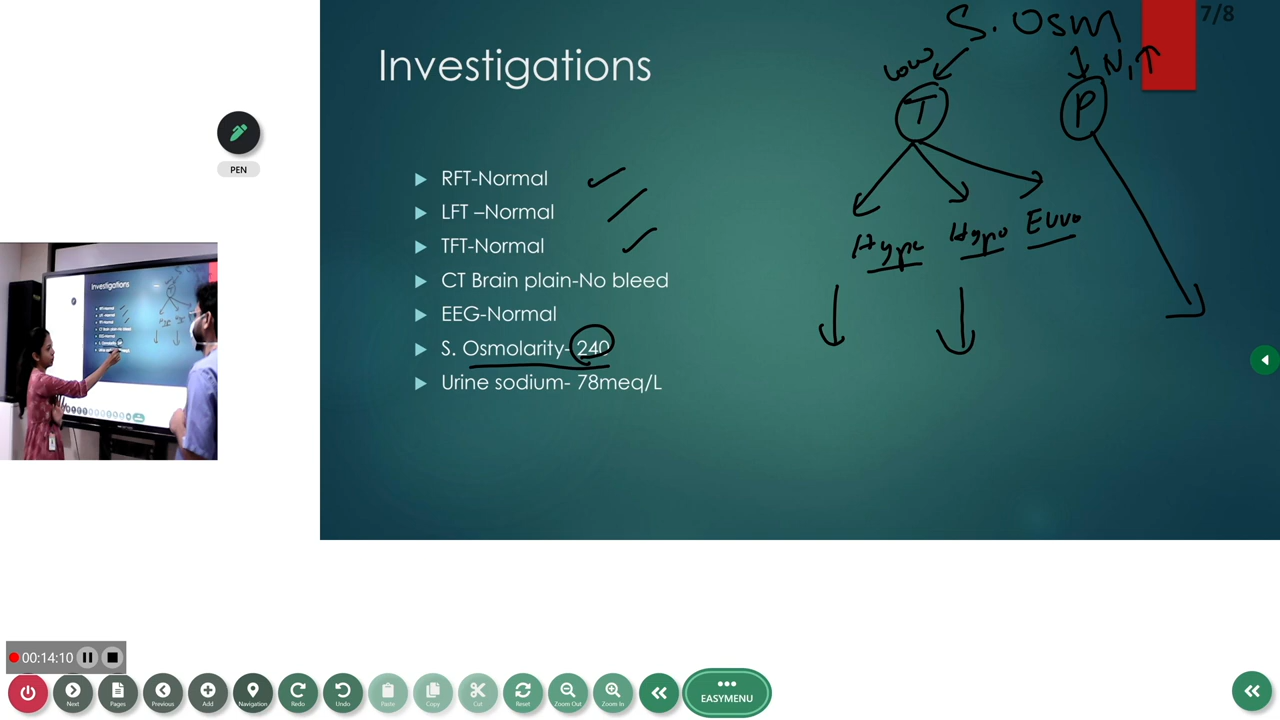 7/8
S. Osm
Investigations
Low
N, ↑
T
P
PEN
RFT-Normal
LFT –Normal
TFT-Normal
Hype
Hypo
Euvo
CT Brain plain-No bleed
EEG-Normal
S. Osmolarity- 240
Urine sodium- 78meq/L
00:14:10
Next
Pages
Previous
Add
Navigation
Redo
Undo
Paste
Copy
Cut
Reset
Zoom Out
Zoom In
EASYMENU